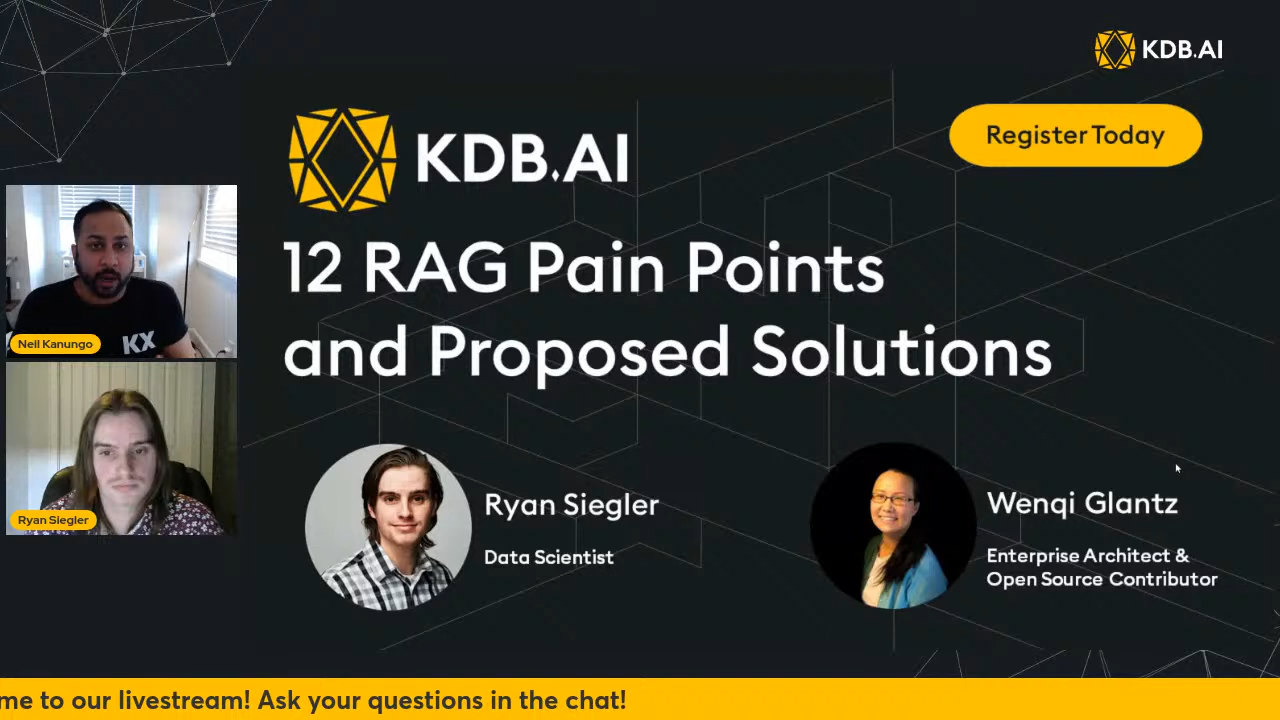 KDB.AI
KDB.AI
Register Today
12 RAG Pain Points
and Proposed Solutions
KX
Neil Kanungo
Ryan Siegler
Ryan Siegler
Data Scientist
Wenqi Glantz
Enterprise Architect &
Open Source Contributor
me to our livestream! Ask your questions in the chat!